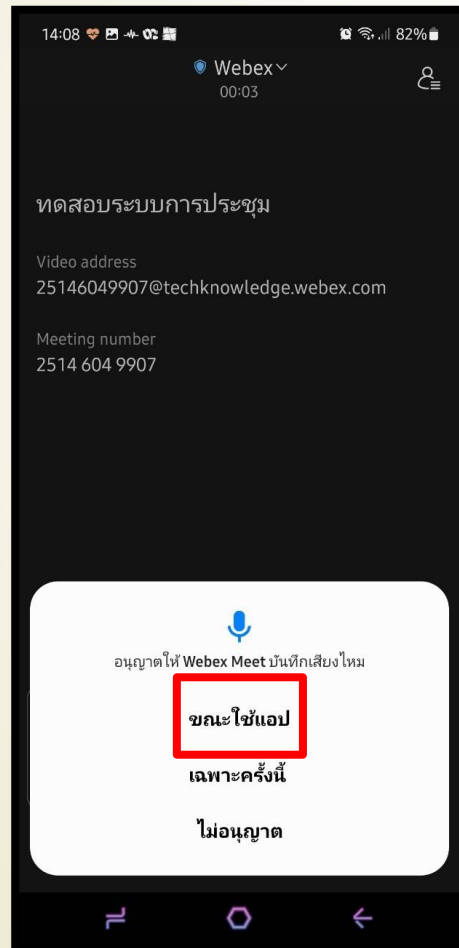 14:08 82%
Webex
00:03
ทดสอบระบบการประชุม
Video address
25146049907@techknowledge.webex.com
Meeting number
2514 604 9907
อนุญาตให้ Webex Meet บันทึกเสียงไหม
ขณะใช้แอป
เฉพาะครั้งนี้
ไม่อนุญาต